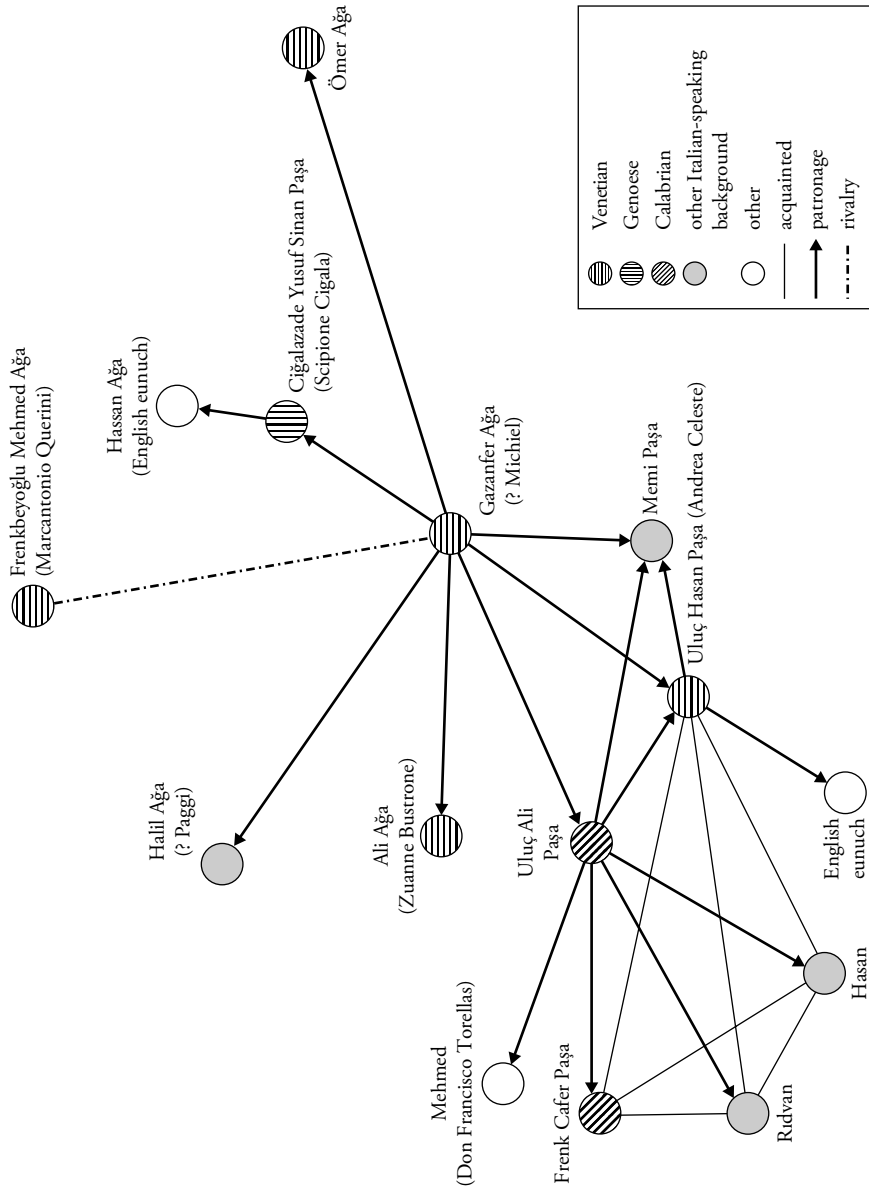 Frenkbeyoğlu Mehmed Ağa
(Marcantonio Querini)
Hassan Ağa
(English eunuch)
Halil Ağa
(? Paggi)
Ciğalazade Yusuf Sinan Paşa
(Scipione Cigala)
Ömer Ağa
Ali Ağa
(Zuanne Bustrone)
Mehmed
(Don Francisco Torellas)
Gazanfer Ağa
(? Michiel)
Uluç Ali
Paşa
Frenk Cafer Paşa
Memi Paşa
Uluç Hasan Paşa (Andrea Celeste)
Rıdvan
English
eunuch
Hasan
Venetian
Genoese
Calabrian
other Italian-speaking
background
other
acquainted
patronage
rivalry